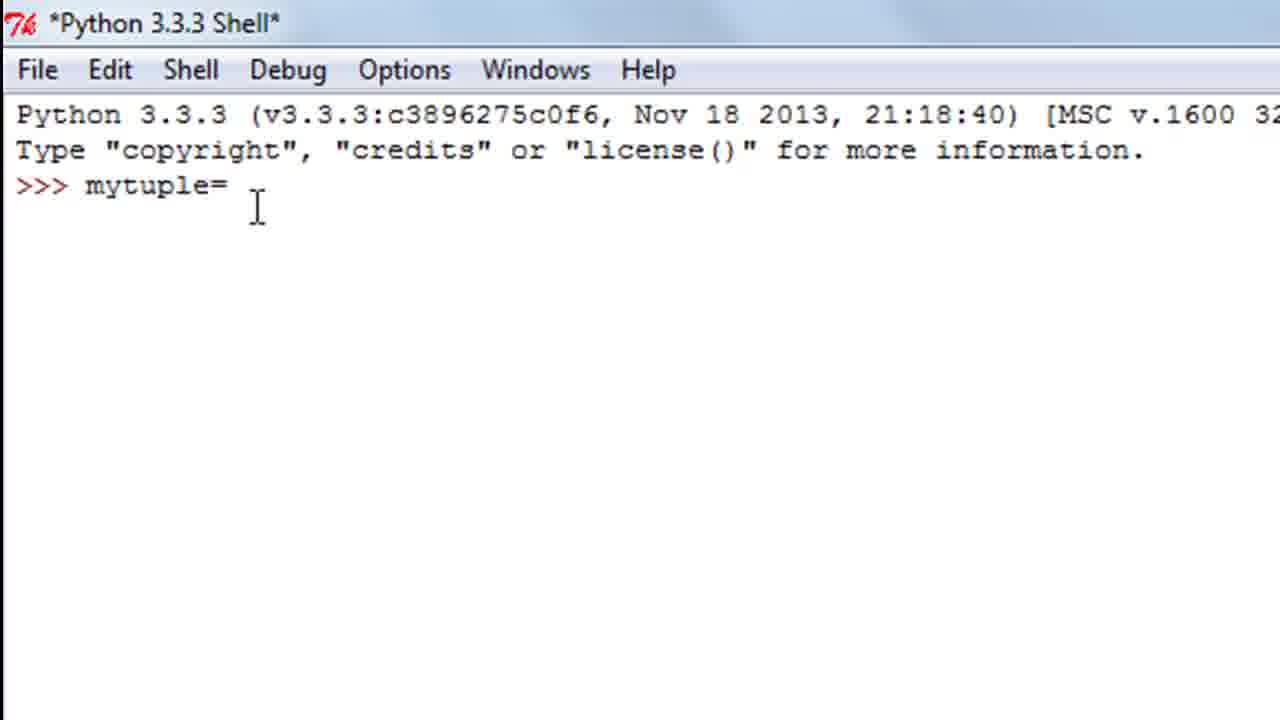 *Python 3.3.3 Shell*
File Edit Shell Debug Options Windows Help
Python 3.3.3 (v3.3.3:c3896275c0f6, Nov 18 2013, 21:18:40) [MSC v.1600 32
Type "copyright", "credits" or "license()" for more information.
>>> mytuple=